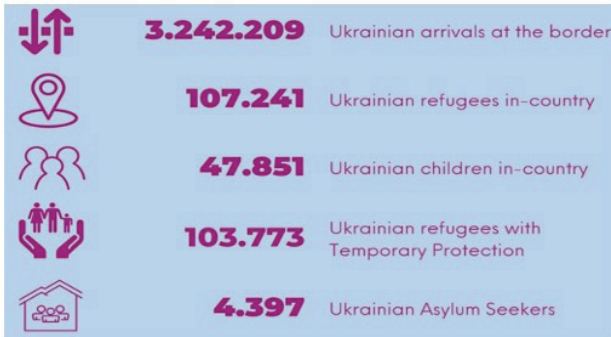 3.242.209 Ukrainian arrivals at the border
107.241 Ukrainian refugees in-country
47.851 Ukrainian children in-country
103.773 Ukrainian refugees with
Temporary Protection
4.397 Ukrainian Asylum Seekers